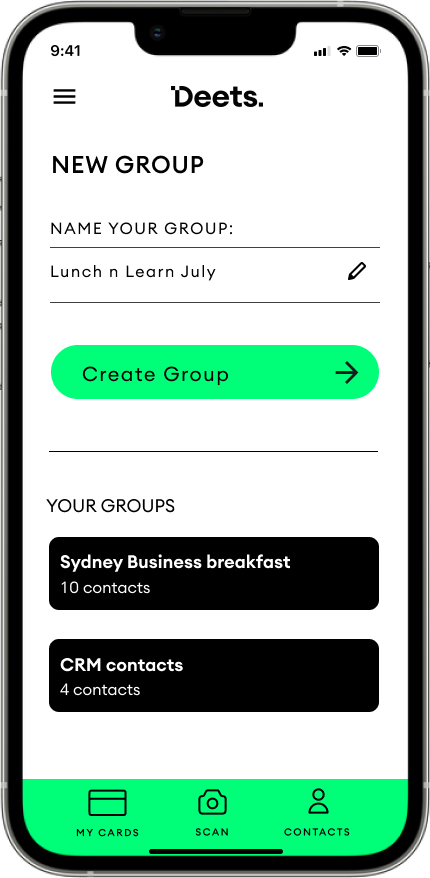 9:41
Deets.
NEW GROUP
NAME YOUR GROUP:
Lunch n Learn July
Create Group
YOUR GROUPS
Sydney Business breakfast
10 contacts
CRM contacts
4 contacts
MY CARDS SCAN CONTACTS